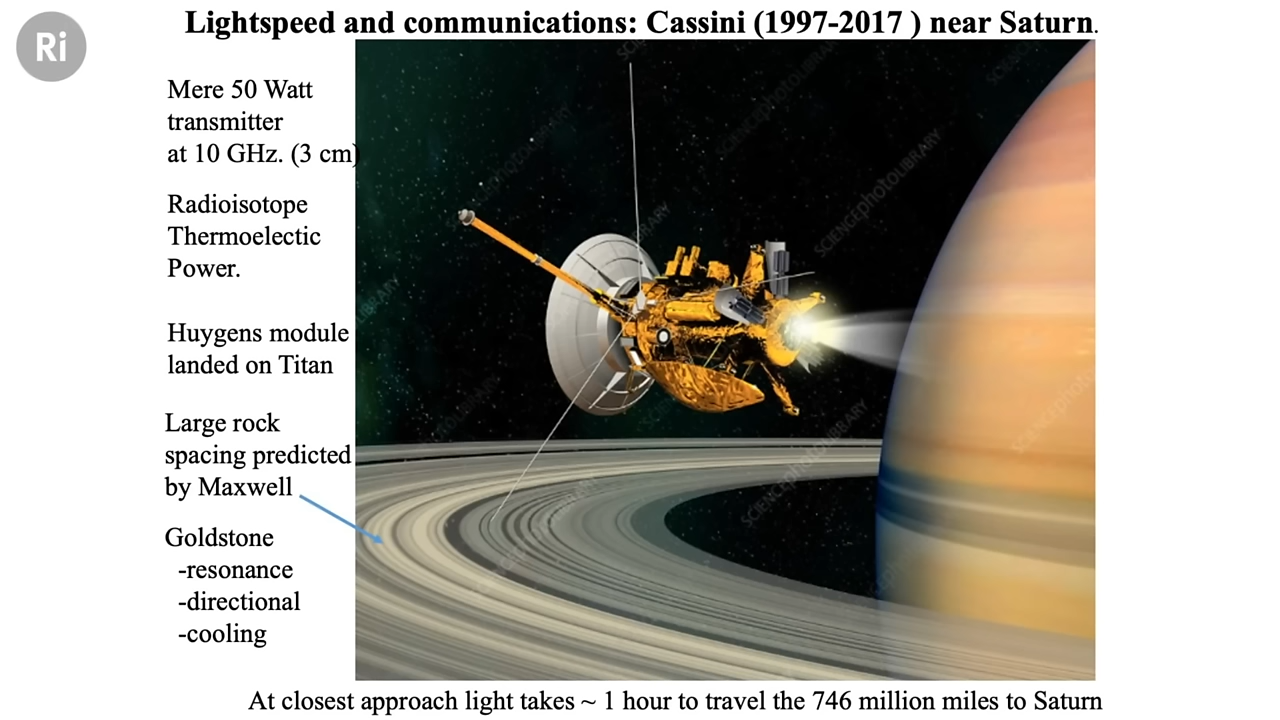 Ri
Lightspeed and communications: Cassini (1997-2017 ) near Saturn.
Mere 50 Watt
transmitter
at 10 GHz. (3 cm)
Radioisotope
Thermoelectic
Power.
Huygens module
landed on Titan
Large rock
spacing predicted
by Maxwell
Goldstone
-resonance
-directional
-cooling
SCIENCEphotoLIBRARY
At closest approach light takes ~ 1 hour to travel the 746 million miles to Saturn